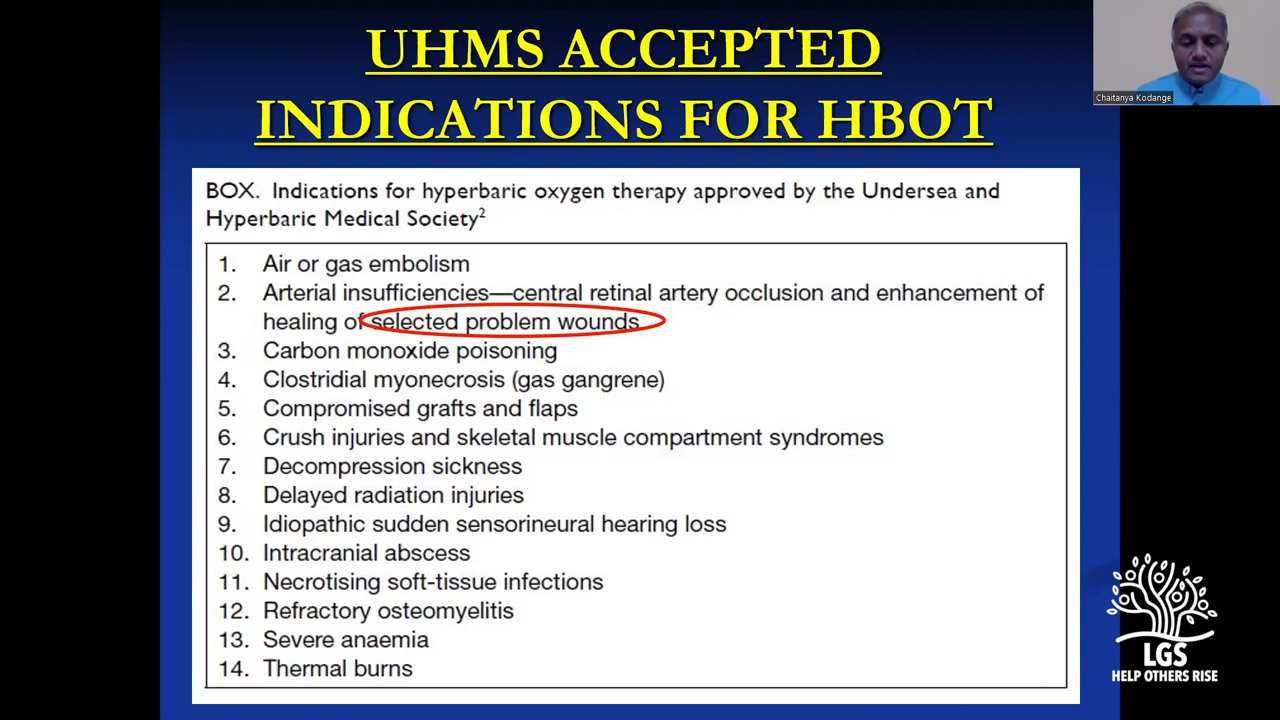 UHMS ACCEPTED
INDICATIONS FOR HBOT
Chaitanya Kodange
BOX. Indications for hyperbaric oxygen therapy approved by the Undersea and
Hyperbaric Medical Society2
1. Air or gas embolism
2. Arterial insufficiencies—central retinal artery occlusion and enhancement of
healing of selected problem wounds
3. Carbon monoxide poisoning
4. Clostridial myonecrosis (gas gangrene)
5. Compromised grafts and flaps
6. Crush injuries and skeletal muscle compartment syndromes
7. Decompression sickness
8. Delayed radiation injuries
9. Idiopathic sudden sensorineural hearing loss
10. Intracranial abscess
11. Necrotising soft-tissue infections
12. Refractory osteomyelitis
13. Severe anaemia
14. Thermal burns
LGS
HELP OTHERS RISE